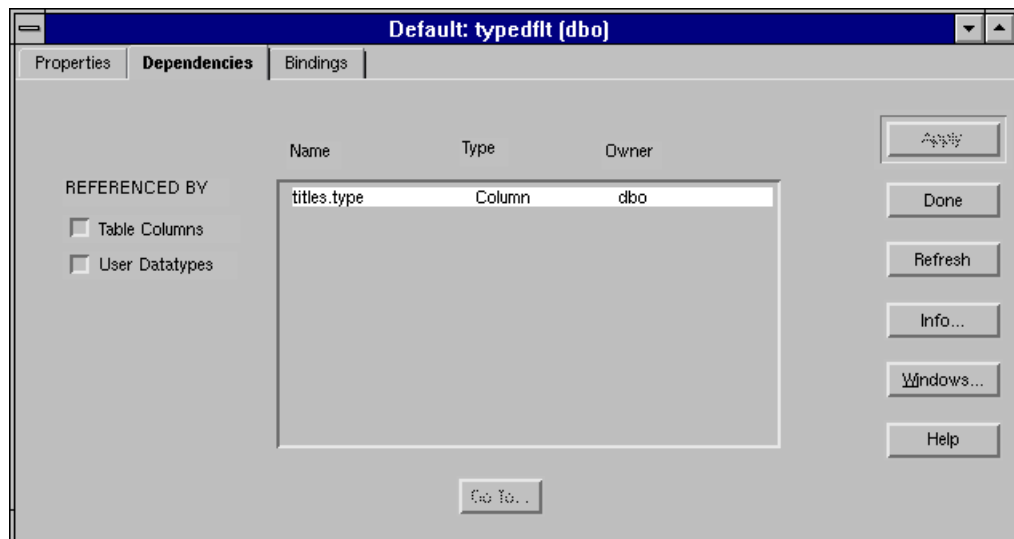 Default: typedflt (dbo)
Properties Dependencies Bindings
Name Type Owner
REFERENCED BY
Table Columns
User Datatypes
titles.type Column dbo
Apply
Done
Refresh
Info...
Windows...
Help
Go To...